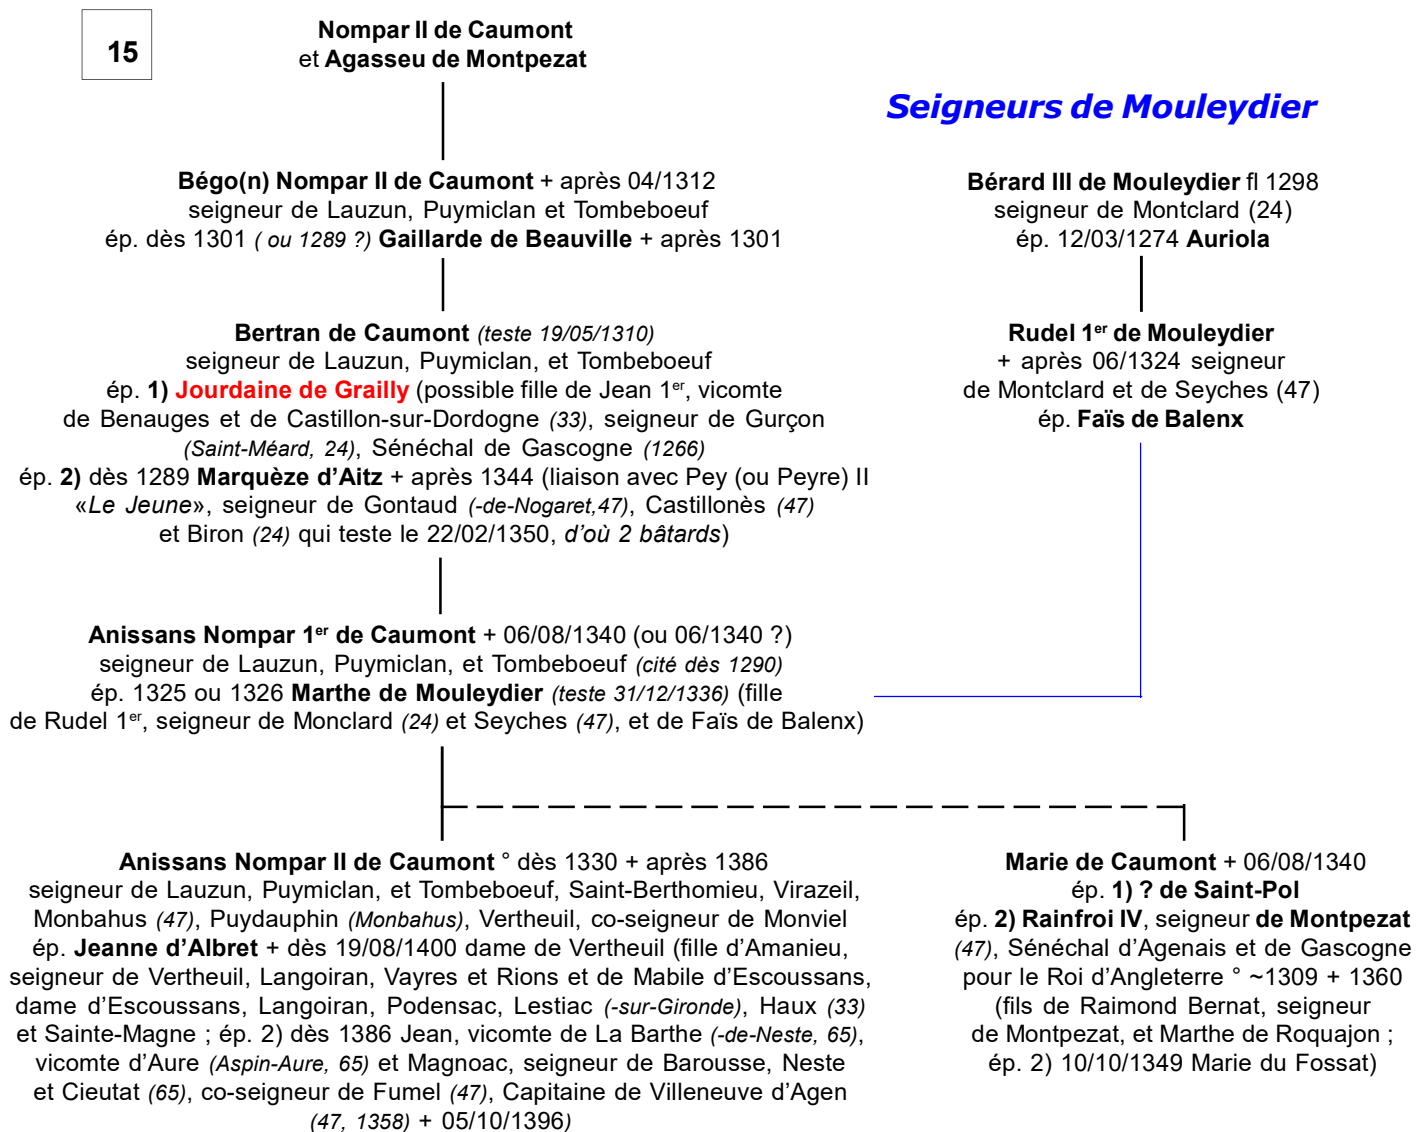 15
Nompar II de Caumont
et Agasseu de Montpezat
Seigneurs de Mouleydier
Bégo(n) Nompar II de Caumont + après 04/1312
seigneur de Lauzun, Puymiclan et Tombeboeuf
ép. dès 1301 ( ou 1289 ?) Gaillarde de Beauville + après 1301
Bérard III de Mouleydier fl 1298
seigneur de Montclard (24)
ép. 12/03/1274 Auriola
Bertran de Caumont (teste 19/05/1310)
seigneur de Lauzun, Puymiclan, et Tombeboeuf
ép. 1) Jourdaine de Grailly (possible fille de Jean 1er, vicomte
de Benauges et de Castillon-sur-Dordogne (33), seigneur de Gurçon
(Saint-Méard, 24), Sénéchal de Gascogne (1266)
ép. 2) dès 1289 Marquèze d’Aitz + après 1344 (liaison avec Pey (ou Peyre) II
«Le Jeune», seigneur de Gontaud (-de-Nogaret,47), Castillonès (47)
et Biron (24) qui teste le 22/02/1350, d’où 2 bâtards)
Rudel 1er de Mouleydier
+ après 06/1324 seigneur
de Montclard et de Seyches (47)
ép. Faïs de Balenx
Anissans Nompar 1er de Caumont + 06/08/1340 (ou 06/1340 ?)
seigneur de Lauzun, Puymiclan, et Tombeboeuf (cité dès 1290)
ép. 1325 ou 1326 Marthe de Mouleydier (teste 31/12/1336) (fille
de Rudel 1er, seigneur de Monclard (24) et Seyches (47), et de Faïs de Balenx)
Anissans Nompar II de Caumont ° dès 1330 + après 1386
seigneur de Lauzun, Puymiclan, et Tombeboeuf, Saint-Berthomieu, Virazeil,
Monbahus (47), Puydauphin (Monbahus), Vertheuil, co-seigneur de Monviel
ép. Jeanne d’Albret + dès 19/08/1400 dame de Vertheuil (fille d’Amanieu,
seigneur de Vertheuil, Langoiran, Vayres et Rions et de Mabile d’Escoussans,
dame d’Escoussans, Langoiran, Podensac, Lestiac (-sur-Gironde), Haux (33)
et Sainte-Magne ; ép. 2) dès 1386 Jean, vicomte de La Barthe (-de-Neste, 65),
vicomte d’Aure (Aspin-Aure, 65) et Magnoac, seigneur de Barousse, Neste
et Cieutat (65), co-seigneur de Fumel (47), Capitaine de Villeneuve d’Agen
(47, 1358) + 05/10/1396)
Marie de Caumont + 06/08/1340
ép. 1) ? de Saint-Pol
ép. 2) Rainfroi IV, seigneur de Montpezat
(47), Sénéchal d’Agenais et de Gascogne
pour le Roi d’Angleterre ° ~1309 + 1360
(fils de Raimond Bernat, seigneur
de Montpezat, et Marthe de Roquajon ;
ép. 2) 10/10/1349 Marie du Fossat)